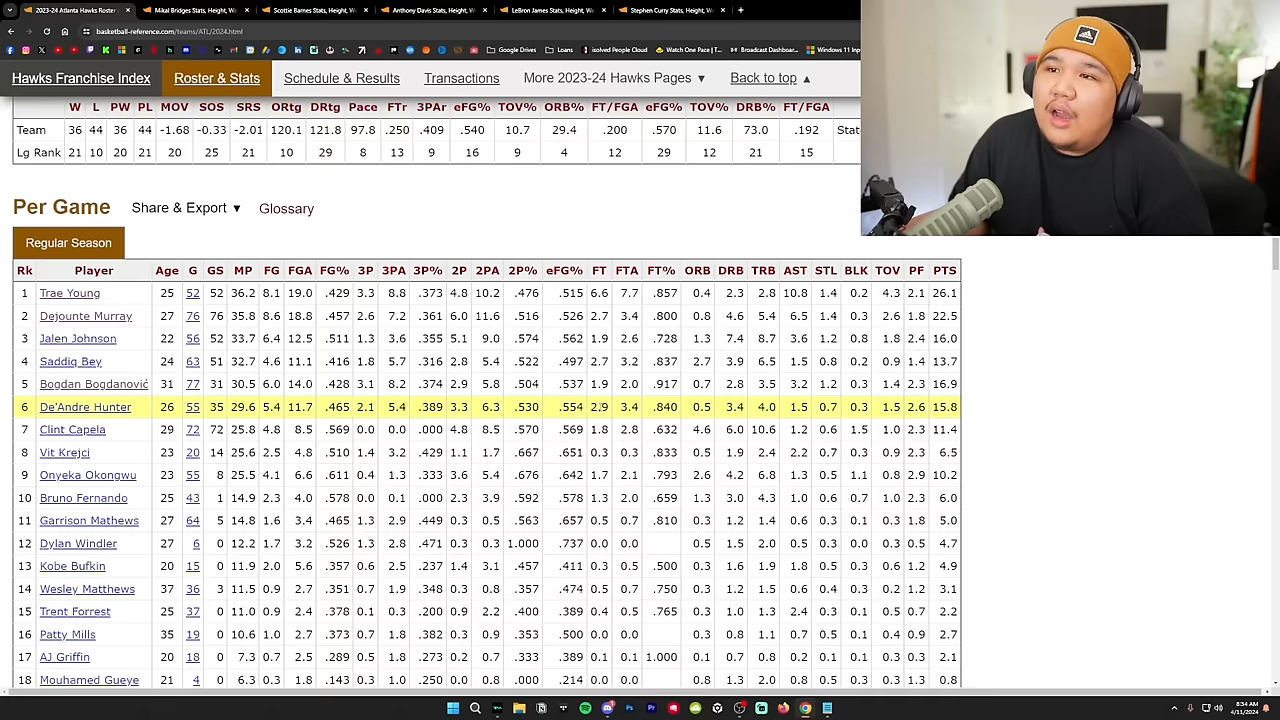 2023-24 Atlanta Hawks Roster
Mikal Bridges Stats, Height, W
Scottie Barnes Stats, Height,
Anthony Davis Stats, Height, W
LeBron James Stats, Height, W
Stephen Curry Stats, Height, W
basketball-reference.com/teams/ATL/2024.html
Google Drives Loans isolved People Cloud Watch One Pace | T... Broadcast Dashboar... Windows 11 Inp
Hawks Franchise Index Roster & Stats Schedule & Results Transactions More 2023-24 Hawks Pages ▼ Back to top ▲
W L PW PL MOV SOS SRS ORtg DRtg Pace FTr 3PAr eFG% TOV% ORB% FT/FGA eFG% TOV% DRB% FT/FGA
Team 36 44 36 44 -1.68 -0.33 -2.01 120.1 121.8 97.8 .250 .409 .540 10.7 29.4 .200 .570 11.6 73.0 .192 Stat
Lg Rank 21 10 20 21 20 25 21 10 29 8 13 9 16 9 4 12 29 12 21 15
Per Game Share & Export ▼ Glossary
Regular Season
Rk Player Age G GS MP FG FGA FG% 3P 3PA 3P% 2P 2PA 2P% eFG% FT FTA FT% ORB DRB TRB AST STL BLK TOV PF PTS
1 Trae Young 25 52 52 36.2 8.1 19.0 .429 3.3 8.8 .373 4.8 10.2 .476 .515 6.6 7.7 .857 0.4 2.3 2.8 10.8 1.4 0.2 4.3 2.1 26.1
2 Dejounte Murray 27 76 76 35.8 8.6 18.8 .457 2.6 7.2 .361 6.0 11.6 .516 .526 2.7 3.4 .800 0.8 4.6 5.4 6.5 1.4 0.3 2.6 1.8 22.5
3 Jalen Johnson 22 56 52 33.7 6.4 12.5 .511 1.3 3.6 .355 5.1 9.0 .574 .562 1.9 2.6 .728 1.3 7.4 8.7 3.6 1.2 0.8 1.8 2.4 16.0
4 Saddiq Bey 24 63 51 32.7 4.6 11.1 .416 1.8 5.7 .316 2.8 5.4 .522 .497 2.7 3.2 .837 2.7 3.9 6.5 1.5 0.8 0.2 0.9 1.4 13.7
5 Bogdan Bogdanović 31 77 31 30.5 6.0 14.0 .428 3.1 8.2 .374 2.9 5.8 .504 .537 1.9 2.0 .917 0.7 2.8 3.5 3.2 1.2 0.3 1.4 2.3 16.9
6 De'Andre Hunter 26 55 35 29.6 5.4 11.7 .465 2.1 5.4 .389 3.3 6.3 .530 .554 2.9 3.4 .840 0.5 3.4 4.0 1.5 0.7 0.3 1.5 2.6 15.8
7 Clint Capela 29 72 72 25.8 4.8 8.5 .569 0.0 0.0 .000 4.8 8.5 .570 .569 1.8 2.8 .632 4.6 6.0 10.6 1.2 0.6 1.5 1.0 2.3 11.4
8 Vit Krejci 23 20 14 25.6 2.5 4.8 .510 1.4 3.2 .429 1.1 1.7 .667 .651 0.3 0.3 .833 0.5 1.9 2.4 2.2 0.7 0.3 0.9 2.3 6.5
9 Onyeka Okongwu 23 55 8 25.5 4.1 6.6 .611 0.4 1.3 .333 3.6 5.4 .676 .642 1.7 2.1 .793 2.6 4.2 6.8 1.3 0.5 1.1 0.8 2.9 10.2
10 Bruno Fernando 25 43 1 14.9 2.3 4.0 .578 0.0 0.1 .000 2.3 3.9 .592 .578 1.3 2.0 .659 1.3 3.0 4.3 1.0 0.6 0.7 1.0 2.3 6.0
11 Garrison Mathews 27 64 5 14.8 1.6 3.4 .465 1.3 2.9 .449 0.3 0.5 .563 .657 0.5 0.7 .810 0.3 1.2 1.4 0.6 0.3 0.1 0.3 1.8 5.0
12 Dylan Windler 27 6 0 12.2 1.7 3.2 .526 1.3 2.8 .471 0.3 0.3 1.000 .737 0.0 0.0 0.5 1.5 2.0 0.5 0.3 0.0 0.3 0.5 4.7
13 Kobe Bufkin 20 15 0 11.9 2.0 5.6 .357 0.6 2.5 .237 1.4 3.1 .457 .411 0.3 0.5 .500 0.3 1.6 1.9 1.8 0.5 0.3 0.6 1.2 4.9
14 Wesley Matthews 37 36 3 11.5 0.9 2.7 .351 0.7 1.9 .348 0.3 0.8 .357 .474 0.5 0.7 .750 0.3 1.2 1.5 0.6 0.4 0.3 0.2 1.2 3.1
15 Trent Forrest 25 37 0 11.0 0.9 2.4 .378 0.1 0.3 .200 0.9 2.2 .400 .389 0.4 0.5 .765 0.3 1.0 1.3 2.4 0.3 0.1 0.5 0.7 2.2
16 Patty Mills 35 19 0 10.6 1.0 2.7 .373 0.7 1.8 .382 0.3 0.9 .353 .500 0.0 0.0 0.3 0.8 1.1 0.7 0.5 0.1 0.4 0.9 2.7
17 AJ Griffin 20 18 0 7.3 0.7 2.5 .289 0.5 1.8 .273 0.2 0.7 .333 .389 0.1 0.1 1.000 0.1 0.7 0.8 0.2 0.1 0.1 0.3 0.3 2.1
18 Mouhamed Gueye 21 4 0 6.3 0.3 1.8 .143 0.3 1.0 .250 0.0 0.8 .000 .214 0.0 0.0 0.8 1.3 2.0 0.8 0.5 0.3 0.3 1.3 0.8
8:34 AM
4/11/2024